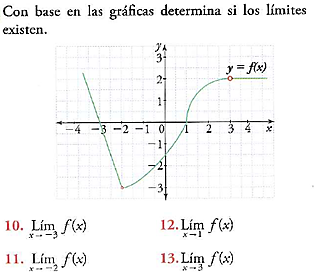 Con base en las gráficas determina si los límites
existen.
y
3
y = f(x)
2
1
-4 -3 -2 -1 0 1 2 3 4 x
-1
-2
-3
10. Lím f(x)
x→-3
12. Lím f(x)
x→1
11. Lím f(x)
x→-2
13. Lím f(x)
x→3